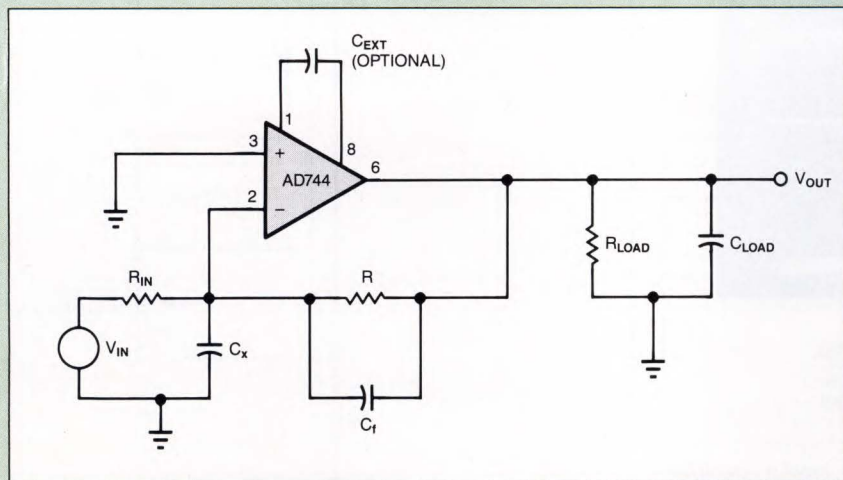 C_EXT
(OPTIONAL)
1
3
+
8
AD744
6
2
−
V_OUT
R_LOAD
C_LOAD
R_IN
R
V_IN
C_x
C_f